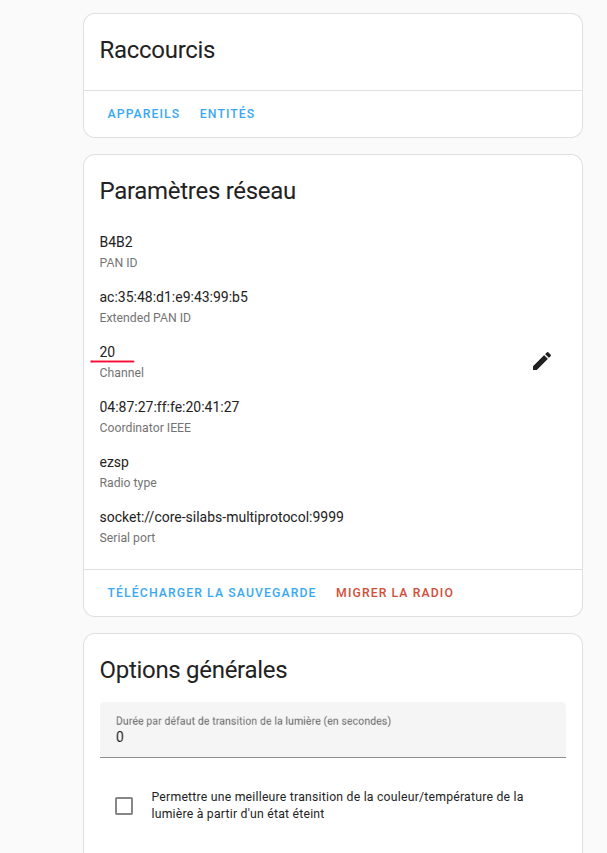 Raccourcis
APPAREILS ENTITÉS
Paramètres réseau
B4B2
PAN ID
ac:35:48:d1:e9:43:99:b5
Extended PAN ID
20
Channel
04:87:27:ff:fe:20:41:27
Coordinator IEEE
ezsp
Radio type
socket://core-silabs-multiprotocol:9999
Serial port
TÉLÉCHARGER LA SAUVEGARDE MIGRER LA RADIO
Options générales
Durée par défaut de transition de la lumière (en secondes)
0
Permettre une meilleure transition de la couleur/température de la
lumière à partir d'un état éteint